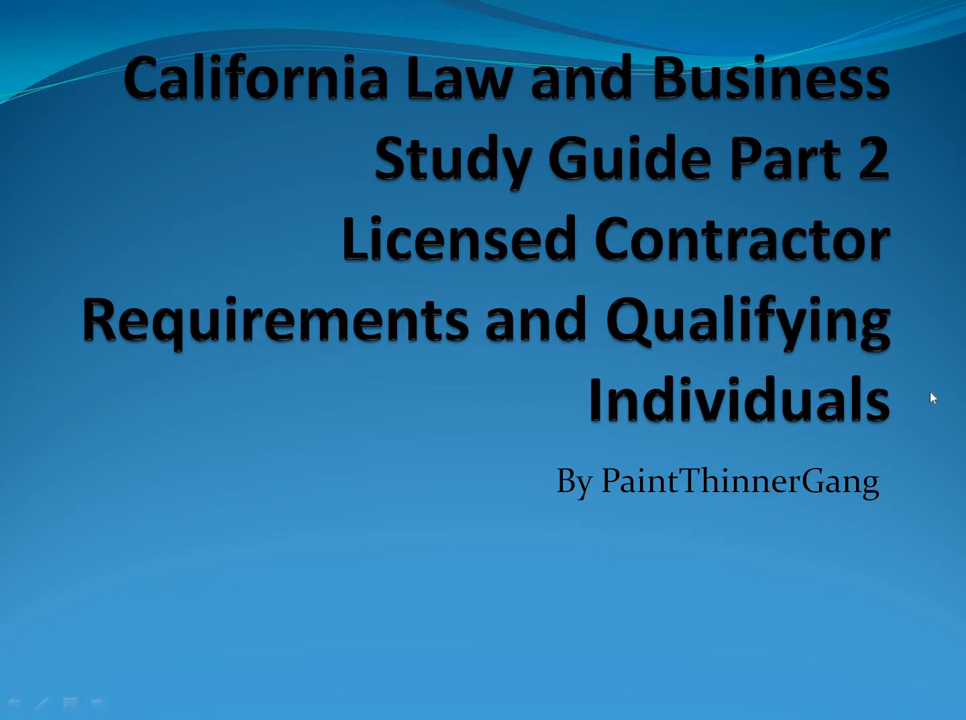 California Law and Business
Study Guide Part 2
Licensed Contractor
Requirements and Qualifying
Individuals
By PaintThinnerGang